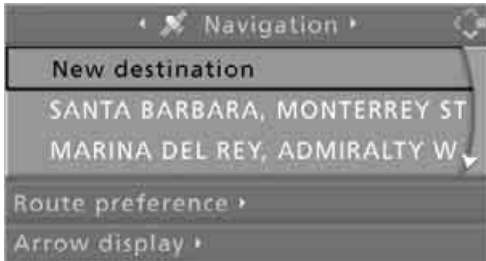 Navigation
New destination
SANTA BARBARA, MONTERREY ST
MARINA DEL REY, ADMIRALTY W
Route preference
Arrow display